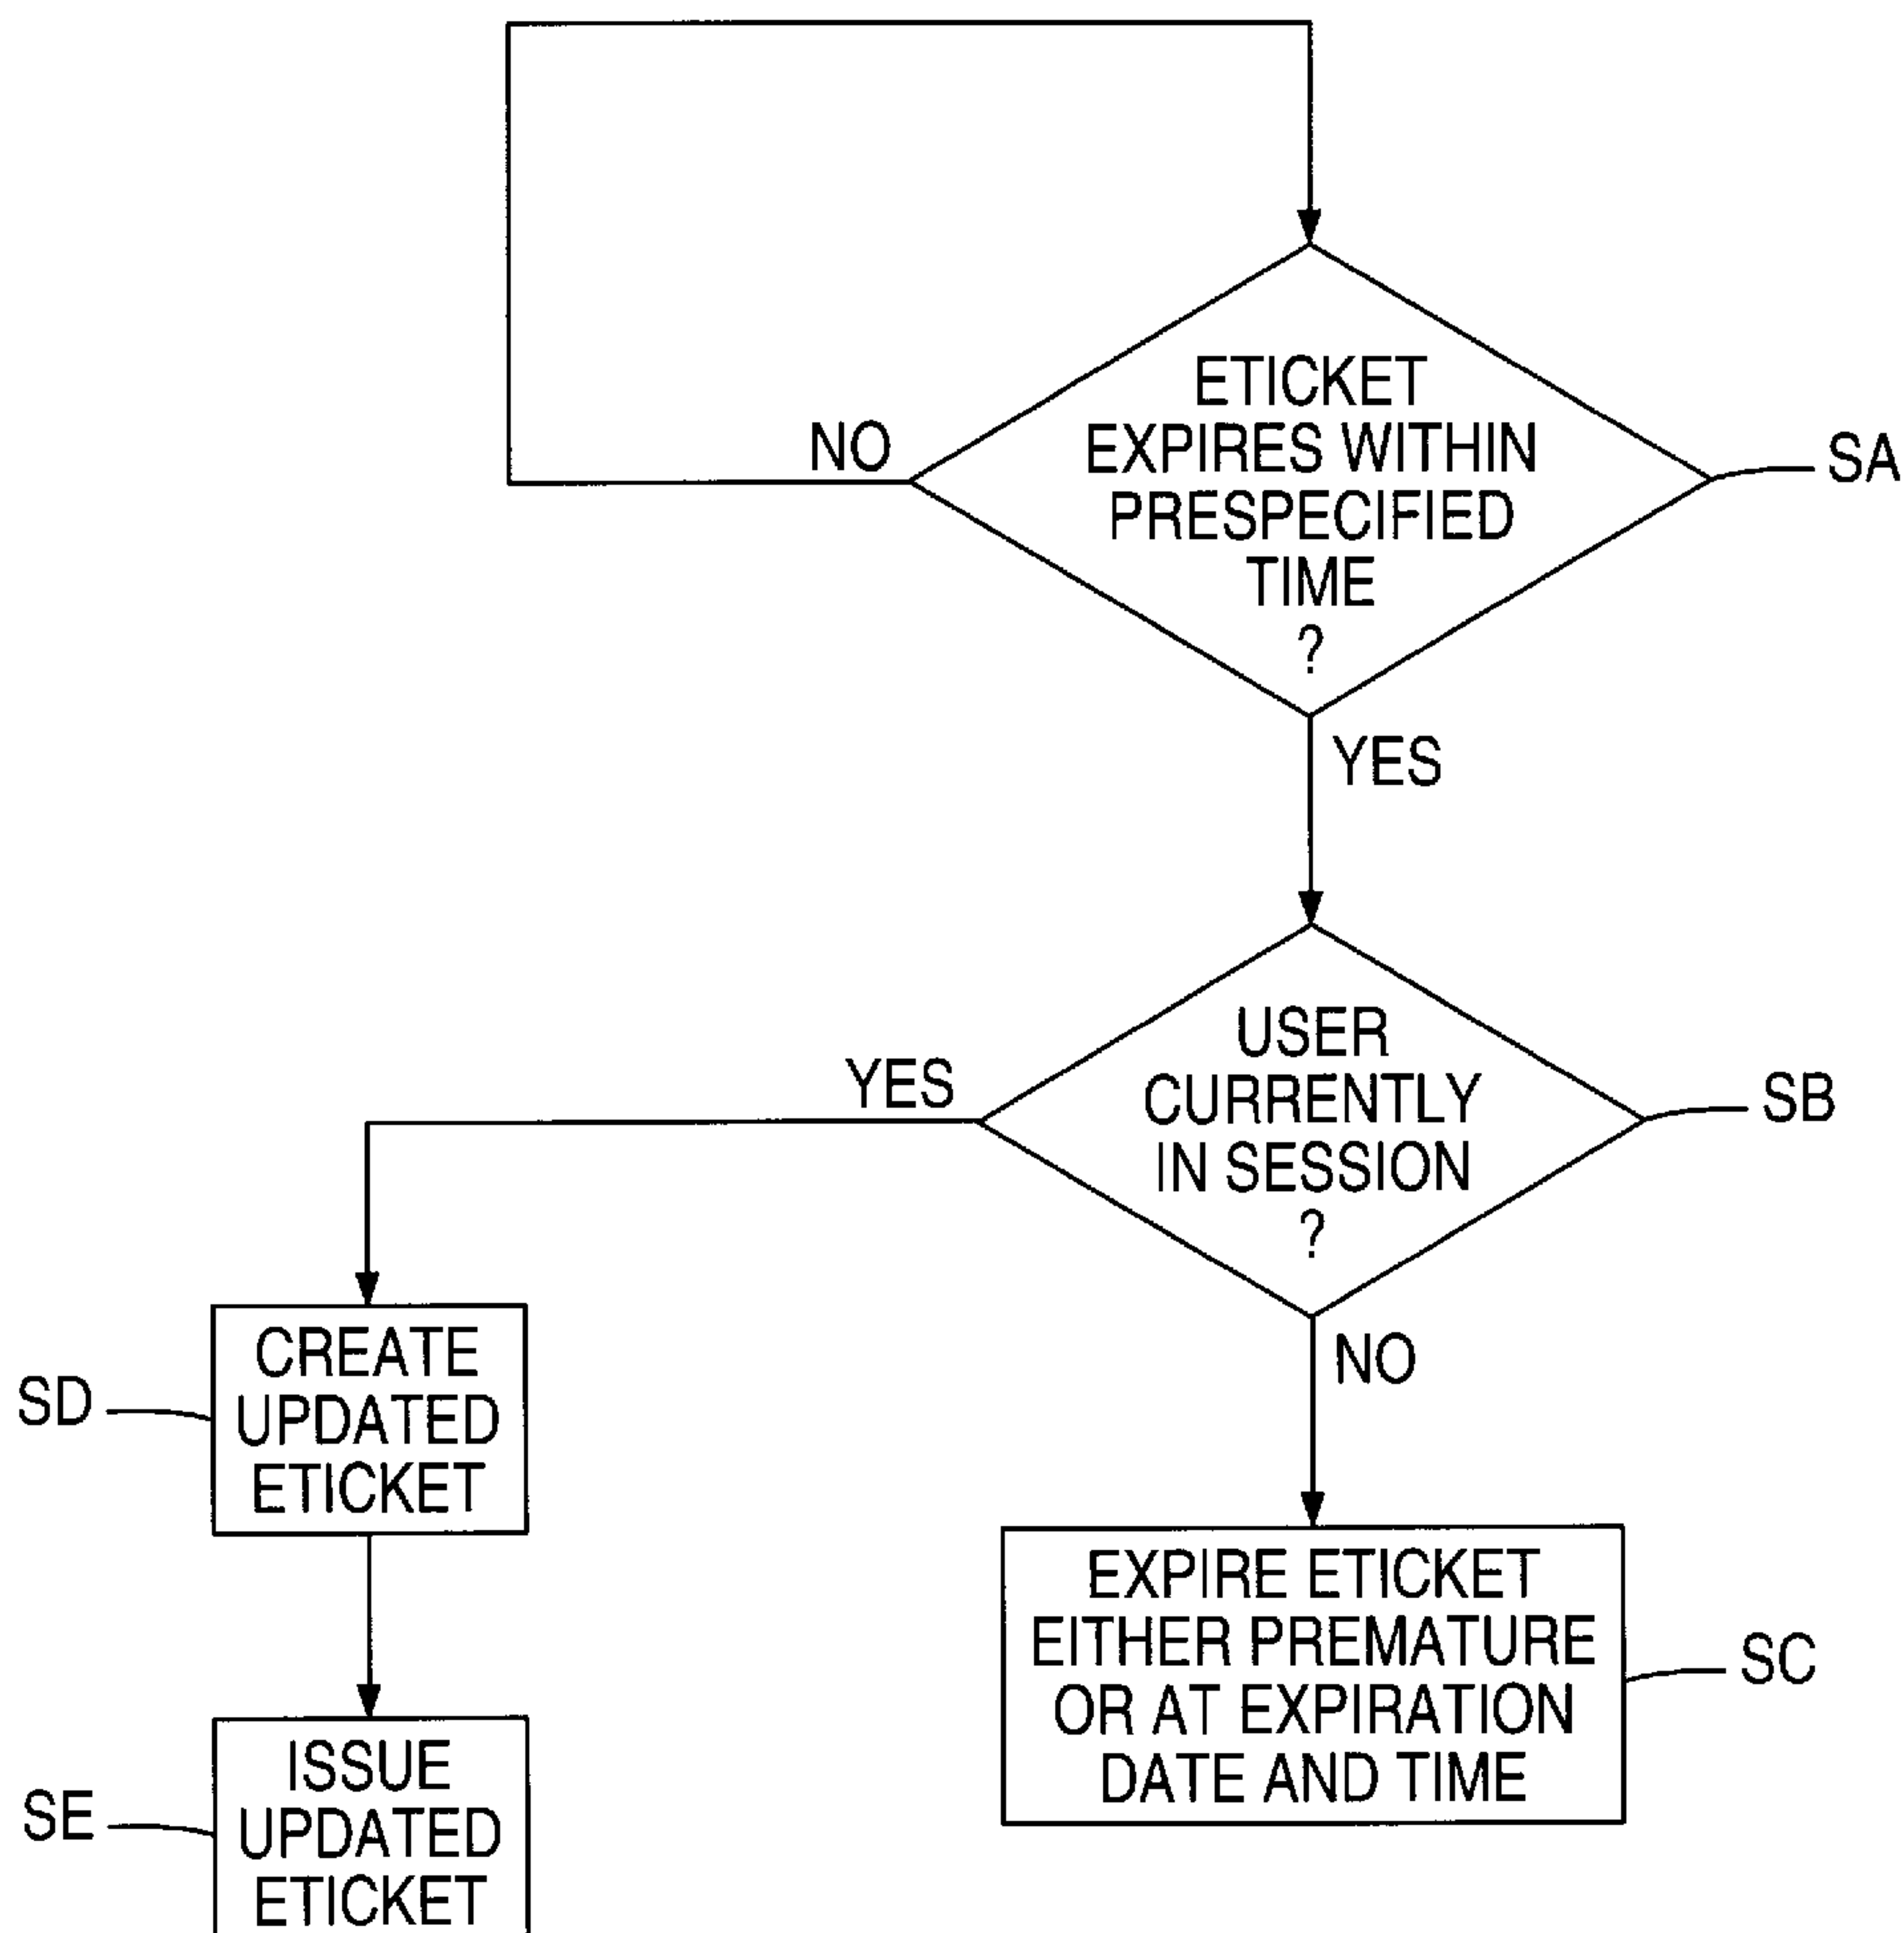 ETICKET
EXPIRES WITHIN
PRESPECIFIED
TIME
?
NO
SA
YES
USER
CURRENTLY
IN SESSION
?
YES
SB
NO
CREATE
UPDATED
ETICKET
SD
EXPIRE ETICKET
EITHER PREMATURE
OR AT EXPIRATION
DATE AND TIME
SC
ISSUE
UPDATED
ETICKET
SE